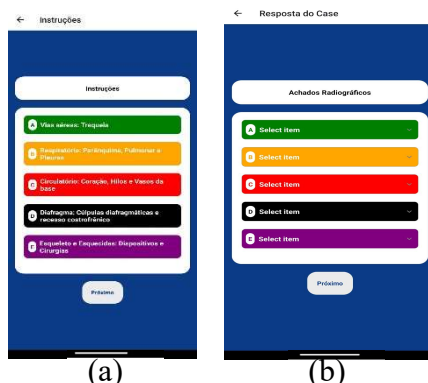 ← Instruções
Instruções
A Vias aéreas: Traqueia
B Respiratório: Parênquima, Pulmonar e
Pleuras
C Circulatório: Coração, Hilos e Vasos da
base
D Diafragma: Cúlpulas diafragmáticas e
recesso costrofrênico
E Esqueleto e Esquecidos: Dispositivos e
Cirurgias
Próximo
(a)
← Resposta do Case
Achados Radiográficos
A Select item
B Select item
C Select item
D Select item
E Select item
Próximo
(b)